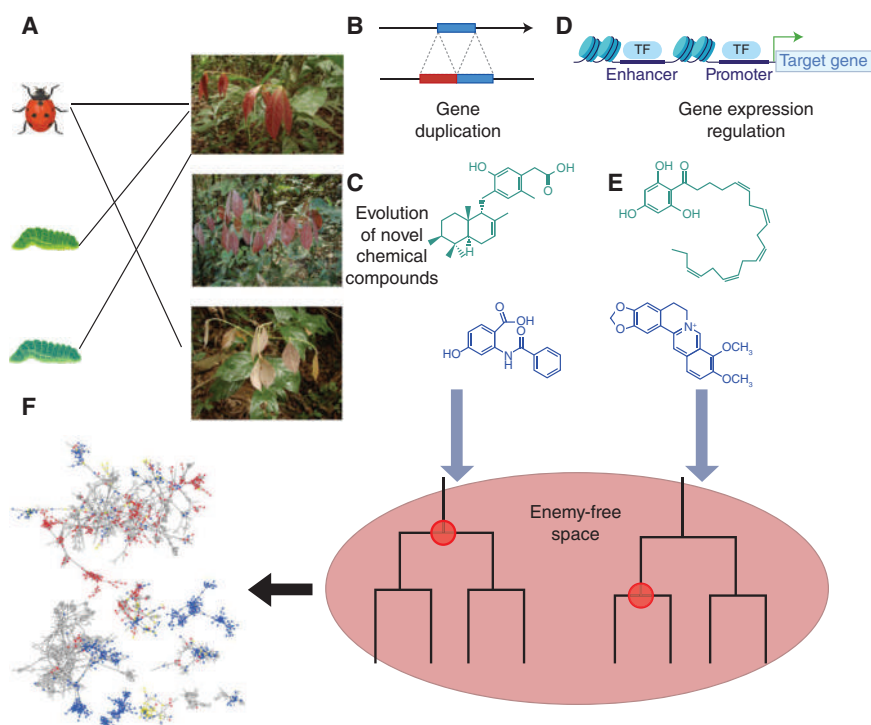 A
B
D
TF
TF
Enhancer
Promoter
Target gene
Gene
duplication
Gene expression
regulation
C
HO
OH
O
H
Evolution
of novel
chemical
compounds
E
OH
O
HO
OH
O
OH
O
HO
N
H
O
O
N+
OCH3
OCH3
F
Enemy-free
space